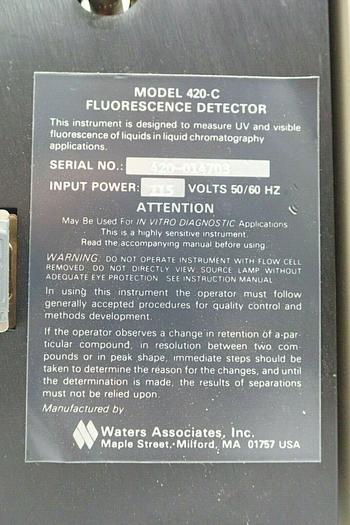 MODEL 420-C
FLUORESCENCE DETECTOR
This instrument is designed to measure UV and visible
fluorescence of liquids in liquid chromatography
applications.
SERIAL NO.: 420-014703
INPUT POWER: 115 VOLTS 50/60 HZ
ATTENTION
May Be Used For IN VITRO DIAGNOSTIC Applications
This is a highly sensitive instrument.
Read the accompanying manual before using.
WARNING: DO NOT OPERATE INSTRUMENT WITH FLOW CELL
REMOVED. DO NOT DIRECTLY VIEW SOURCE LAMP WITHOUT
ADEQUATE EYE PROTECTION. SEE INSTRUCTION MANUAL
In using this instrument the operator must follow
generally accepted procedures for quality control and
methods development.
If the operator observes a change in retention of a par-
ticular compound, in resolution between two com-
pounds or in peak shape, immediate steps should be
taken to determine the reason for the changes, and until
the determination is made, the results of separations
must not be relied upon.
Manufactured by
Waters Associates, Inc.
Maple Street, Milford, MA 01757 USA